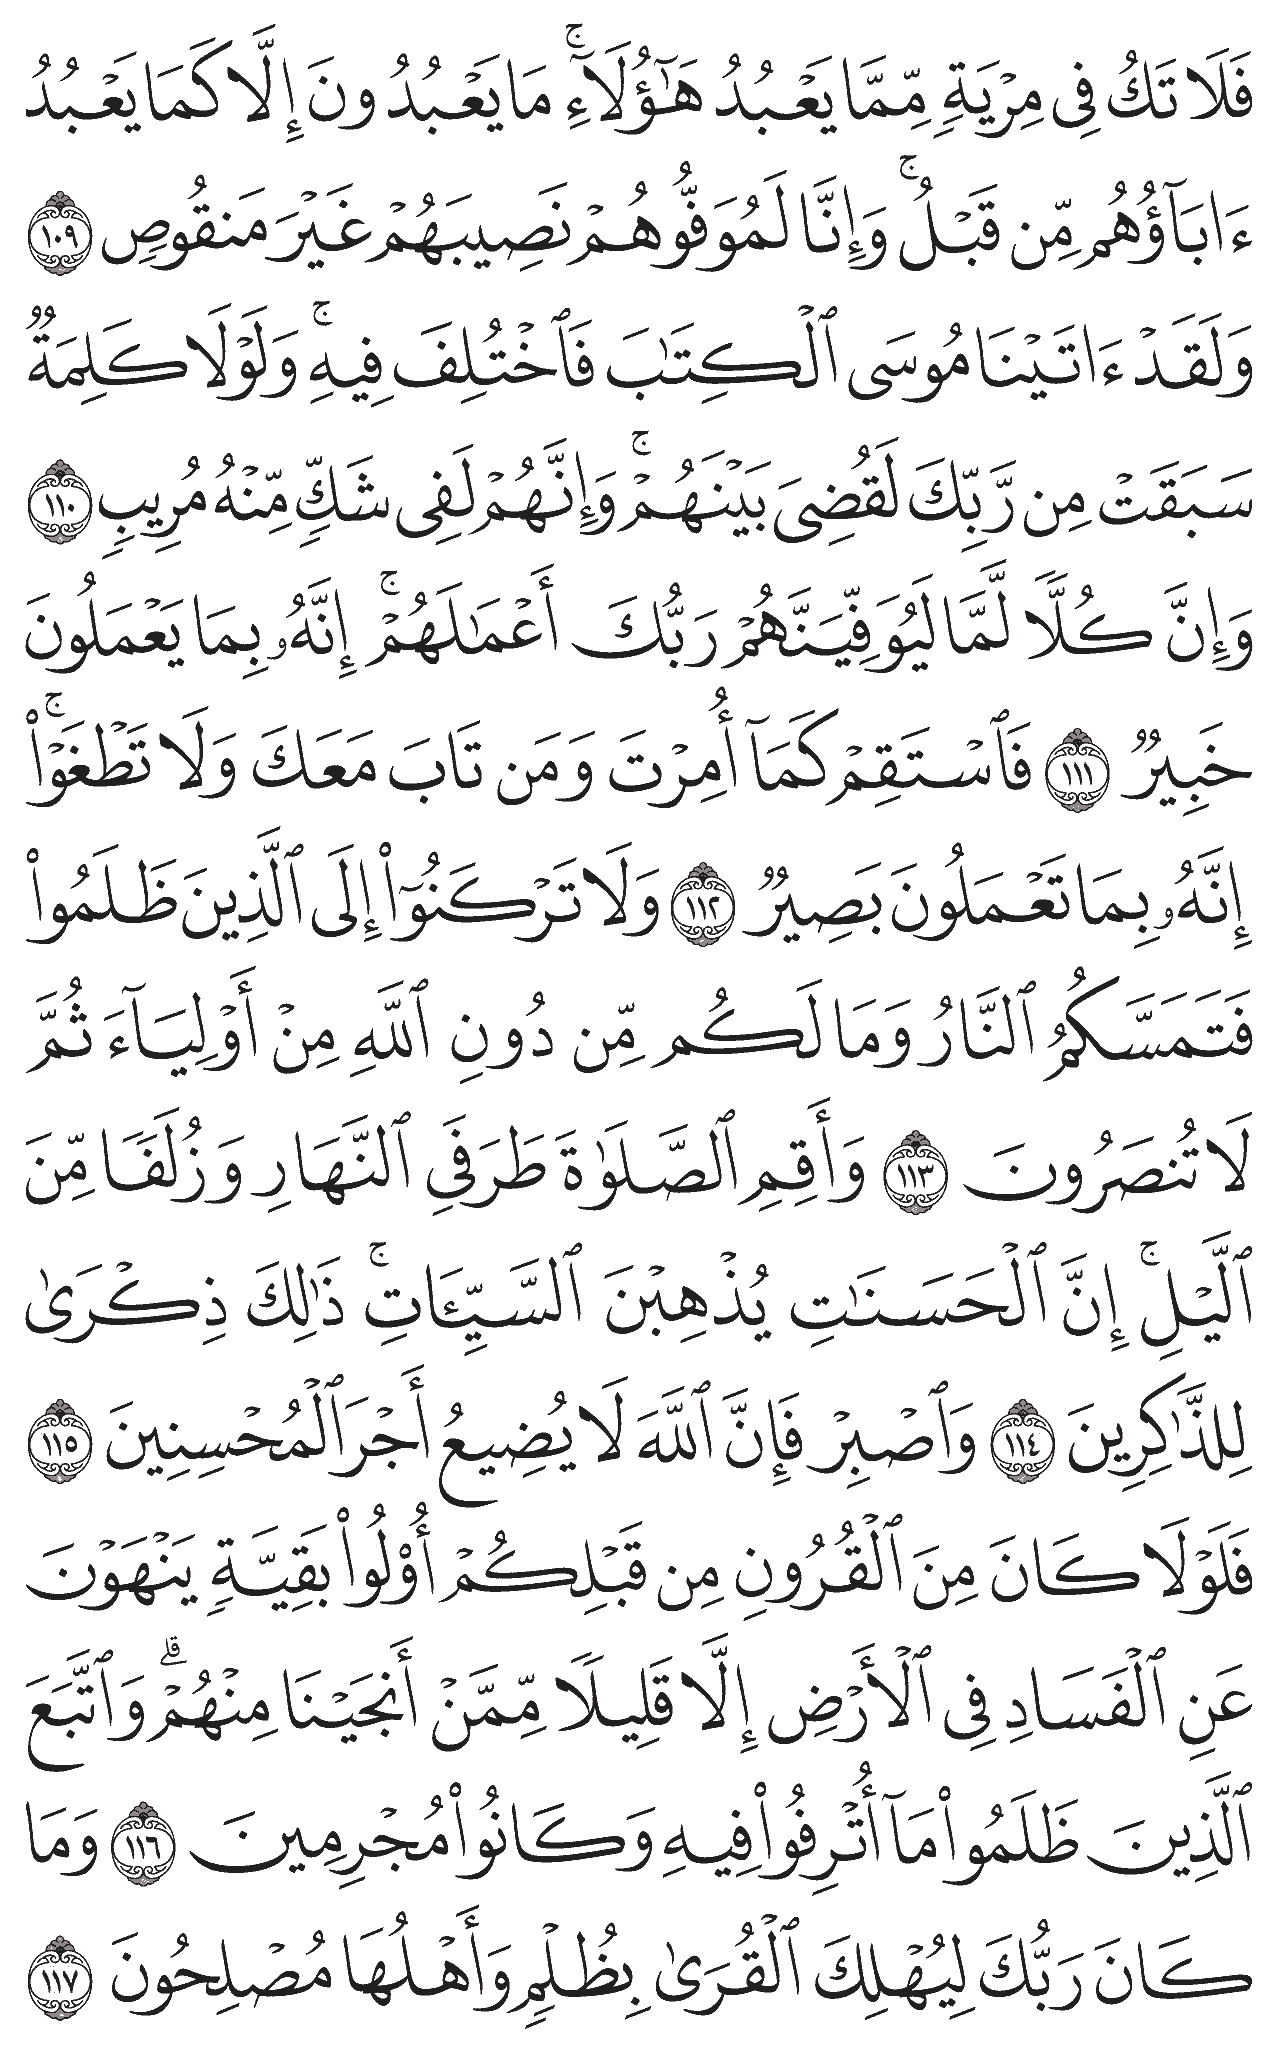 فَلَا تَكُ فِى مِرْيَةٍ مِّمَّا يَعْبُدُ هَٰٓؤُلَآءِ ۚ مَا يَعْبُدُونَ إِلَّا كَمَا يَعْبُدُ
ءَابَآؤُهُم مِّن قَبْلُ ۚ وَإِنَّا لَمُوَفُّوهُمْ نَصِيبَهُمْ غَيْرَ مَنقُوصٍ ١٠٩
وَلَقَدْ ءَاتَيْنَا مُوسَى ٱلْكِتَٰبَ فَٱخْتُلِفَ فِيهِ ۚ وَلَوْلَا كَلِمَةٌ
سَبَقَتْ مِن رَّبِّكَ لَقُضِىَ بَيْنَهُمْ ۚ وَإِنَّهُمْ لَفِى شَكٍّ مِّنْهُ مُرِيبٍ ١١٠
وَإِنَّ كُلًّا لَّمَّا لَيُوَفِّيَنَّهُمْ رَبُّكَ أَعْمَٰلَهُمْ ۚ إِنَّهُۥ بِمَا يَعْمَلُونَ
خَبِيرٌ ١١١ فَٱسْتَقِمْ كَمَآ أُمِرْتَ وَمَن تَابَ مَعَكَ وَلَا تَطْغَوْا۟ ۚ
إِنَّهُۥ بِمَا تَعْمَلُونَ بَصِيرٌ ١١٢ وَلَا تَرْكَنُوٓا۟ إِلَى ٱلَّذِينَ ظَلَمُوا۟
فَتَمَسَّكُمُ ٱلنَّارُ وَمَا لَكُم مِّن دُونِ ٱللَّهِ مِنْ أَوْلِيَآءَ ثُمَّ
لَا تُنصَرُونَ ١١٣ وَأَقِمِ ٱلصَّلَوٰةَ طَرَفَىِ ٱلنَّهَارِ وَزُلَفًا مِّنَ
ٱلَّيْلِ ۚ إِنَّ ٱلْحَسَنَٰتِ يُذْهِبْنَ ٱلسَّيِّـَٔاتِ ۚ ذَٰلِكَ ذِكْرَىٰ
لِلذَّٰكِرِينَ ١١٤ وَٱصْبِرْ فَإِنَّ ٱللَّهَ لَا يُضِيعُ أَجْرَ ٱلْمُحْسِنِينَ ١١٥
فَلَوْلَا كَانَ مِنَ ٱلْقُرُونِ مِن قَبْلِكُمْ أُو۟لُوا۟ بَقِيَّةٍ يَنْهَوْنَ
عَنِ ٱلْفَسَادِ فِى ٱلْأَرْضِ إِلَّا قَلِيلًا مِّمَّنْ أَنجَيْنَا مِنْهُمْ ۗ وَٱتَّبَعَ
ٱلَّذِينَ ظَلَمُوا۟ مَآ أُتْرِفُوا۟ فِيهِ وَكَانُوا۟ مُجْرِمِينَ ١١٦ وَمَا
كَانَ رَبُّكَ لِيُهْلِكَ ٱلْقُرَىٰ بِظُلْمٍ وَأَهْلُهَا مُصْلِحُونَ ١١٧